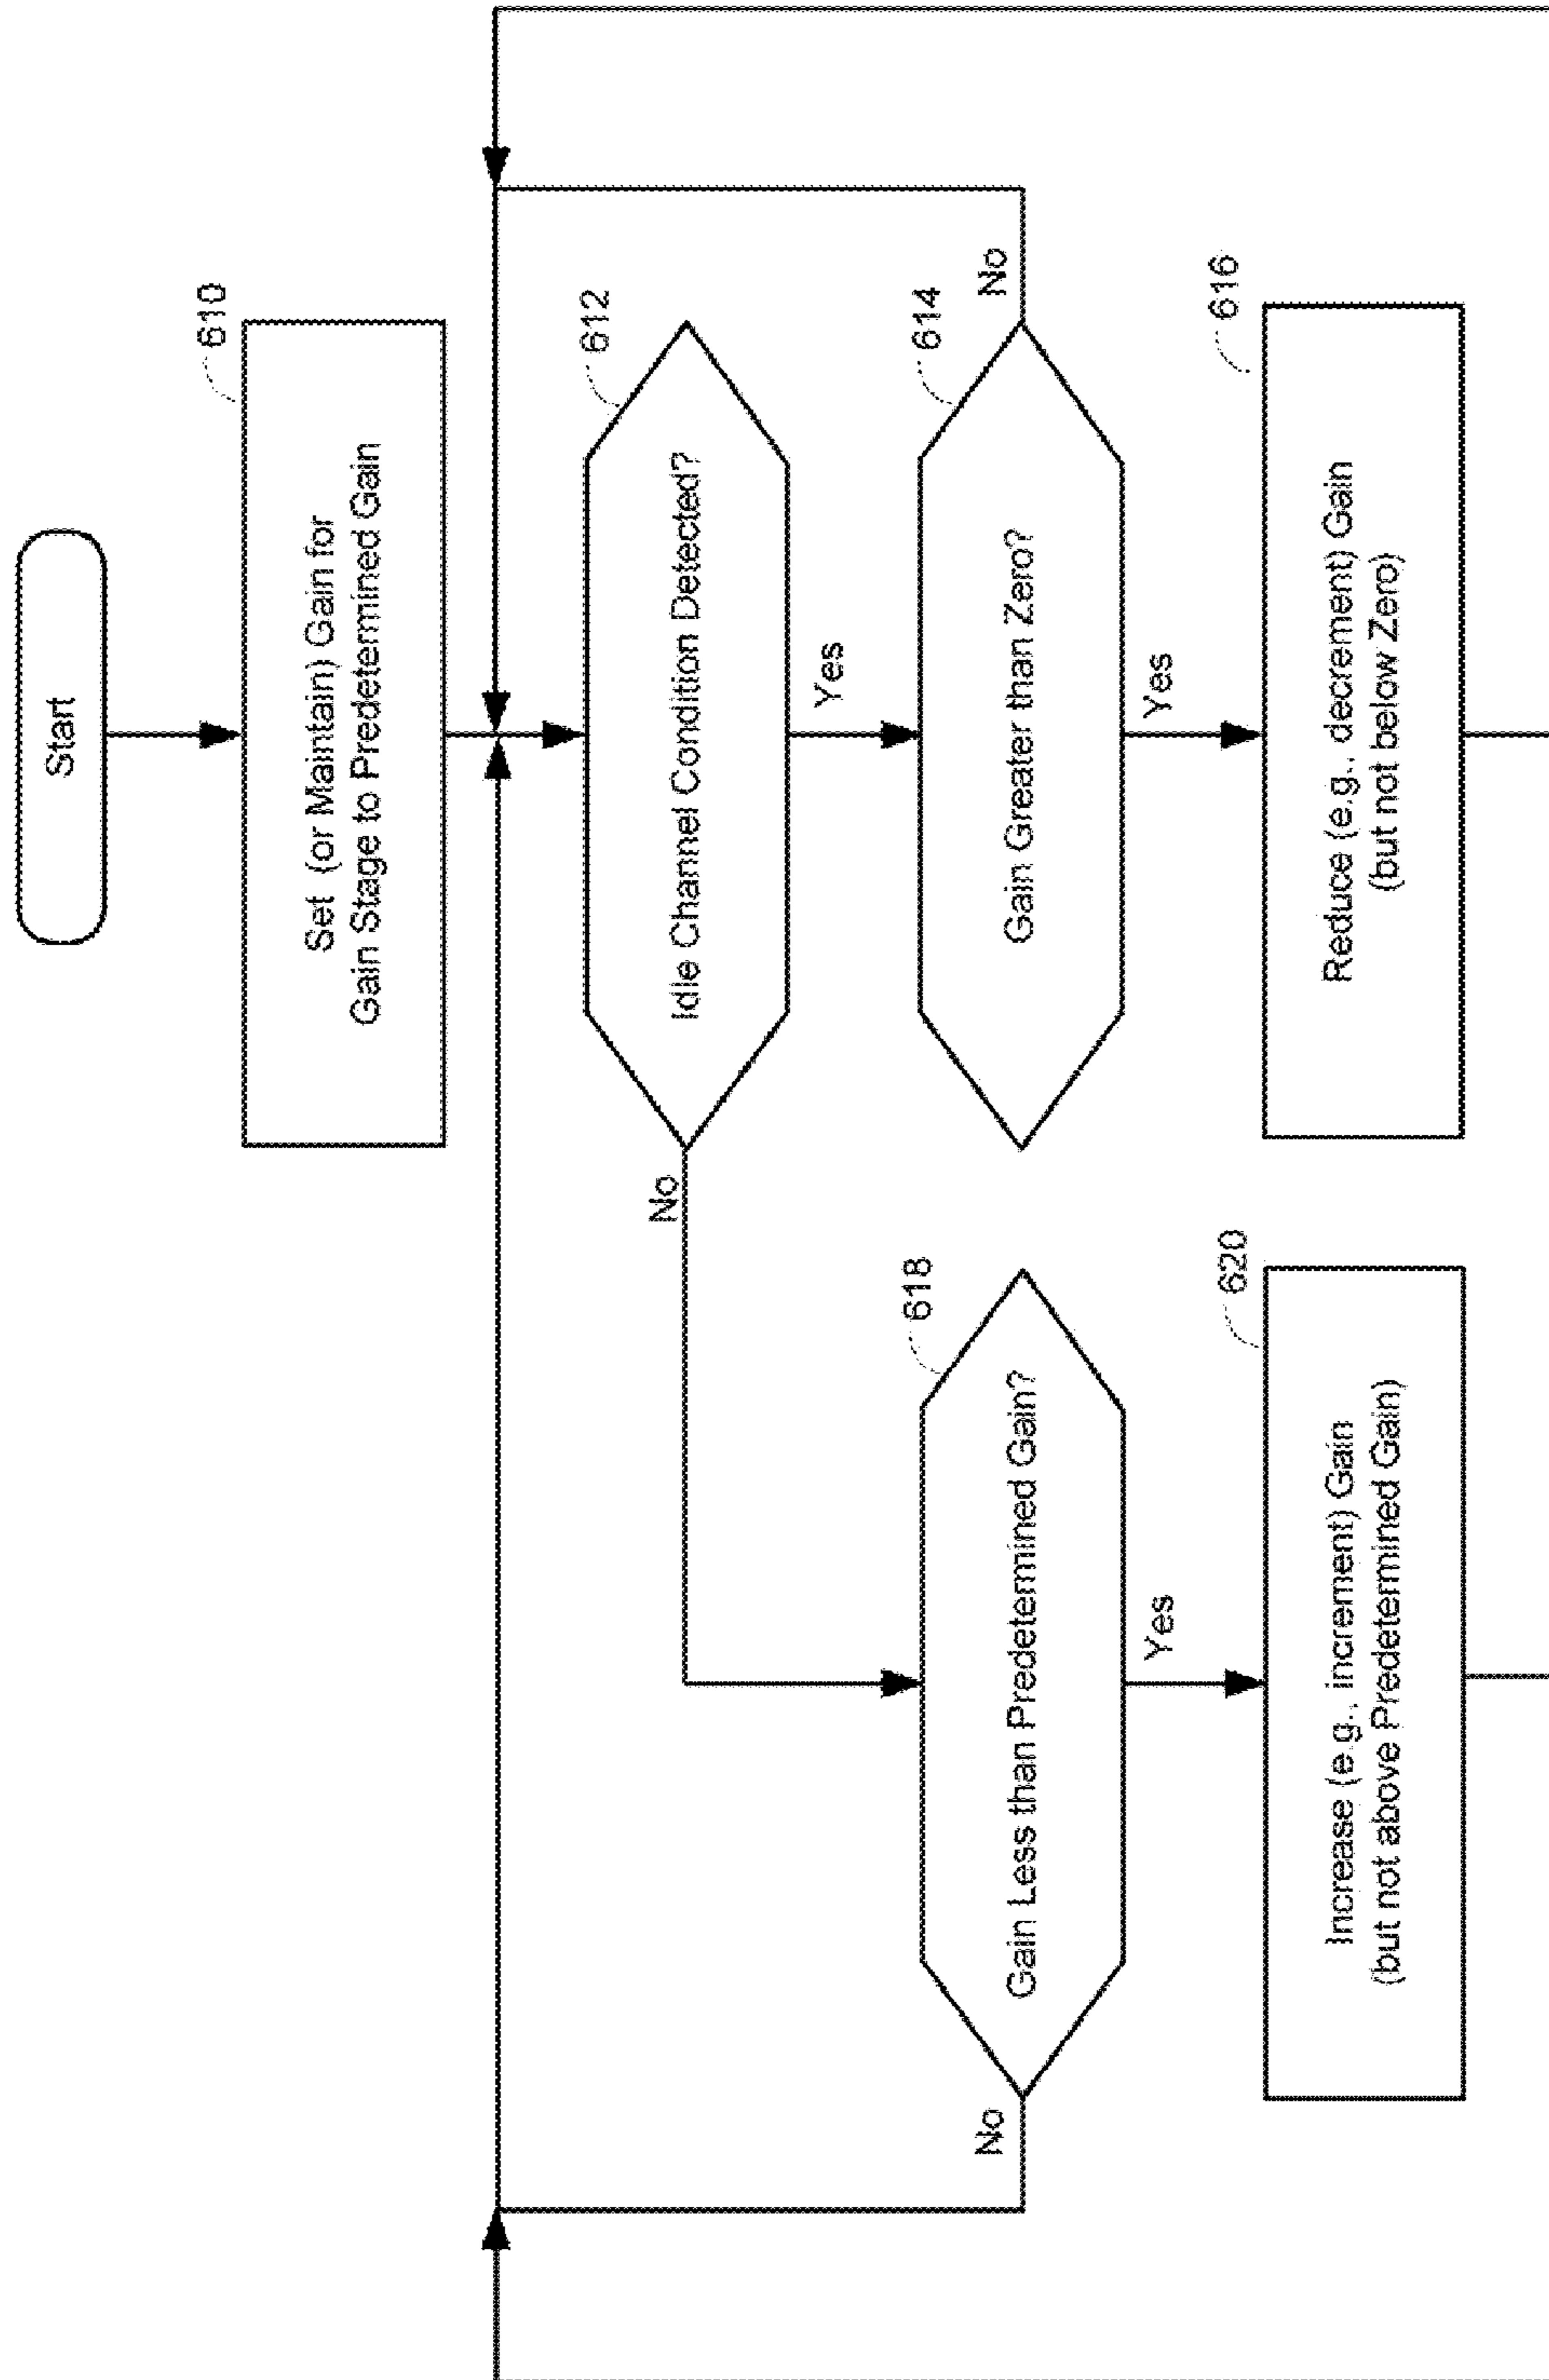 Start
610
Set (or Maintain) Gain for
Gain Stage to Predetermined Gain
612
Idle Channel Condition Detected?
No
Yes
614
Gain Greater than Zero?
No
Yes
616
Reduce (e.g., decrement) Gain
(but not below Zero)
618
Gain Less than Predetermined Gain?
No
Yes
620
Increase (e.g., increment) Gain
(but not above Predetermined Gain)